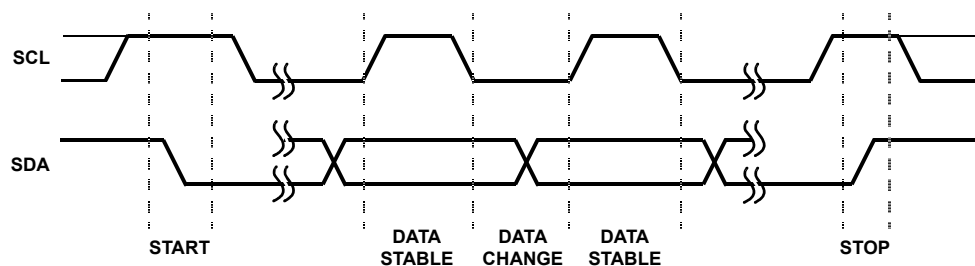 SCL
SDA
START
DATA
STABLE
DATA
CHANGE
DATA
STABLE
STOP